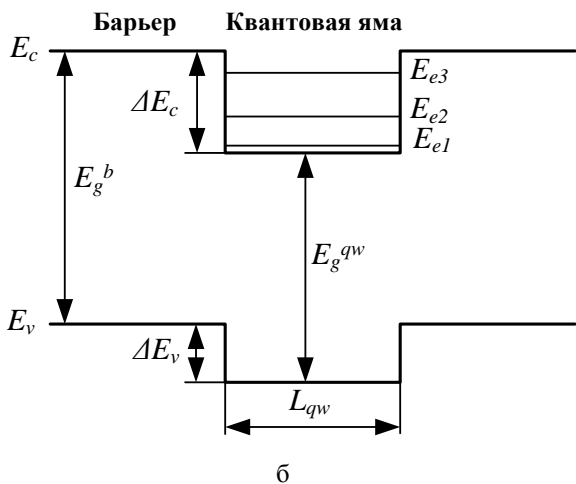 Барьер Квантовая яма
E_c
E_e3
ΔE_c
E_e2
E_e1
E_g^b
E_g^qw
E_v
ΔE_v
L_qw
б